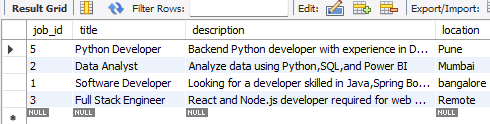 Result Grid Filter Rows: Edit: Export/Import:
job_id title description location
5 Python Developer Backend Python developer with experience in D... Pune
2 Data Analyst Analyze data using Python,SQL,and Power BI Mumbai
1 Software Developer Looking for a developer skilled in Java,Spring Bo... bangalore
3 Full Stack Engineer React and Node.js developer required for web ... Remote
NULL NULL NULL NULL